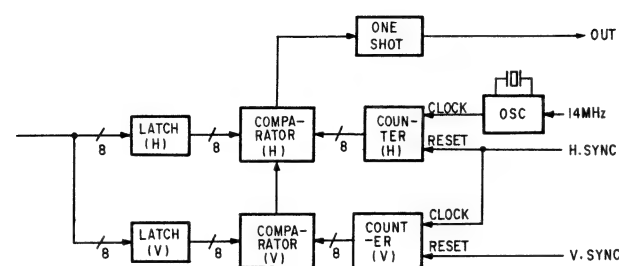 ONE
SHOT
OUT
OSC
14MHz
CLOCK
LATCH
(H)
COMPA-
RATOR
(H)
COUN-
TER
(H)
RESET
H.SYNC
8
8
8
CLOCK
LATCH
(V)
COMPA-
RATOR
(V)
COUNT
-ER
(V)
RESET
V.SYNC
8
8
8